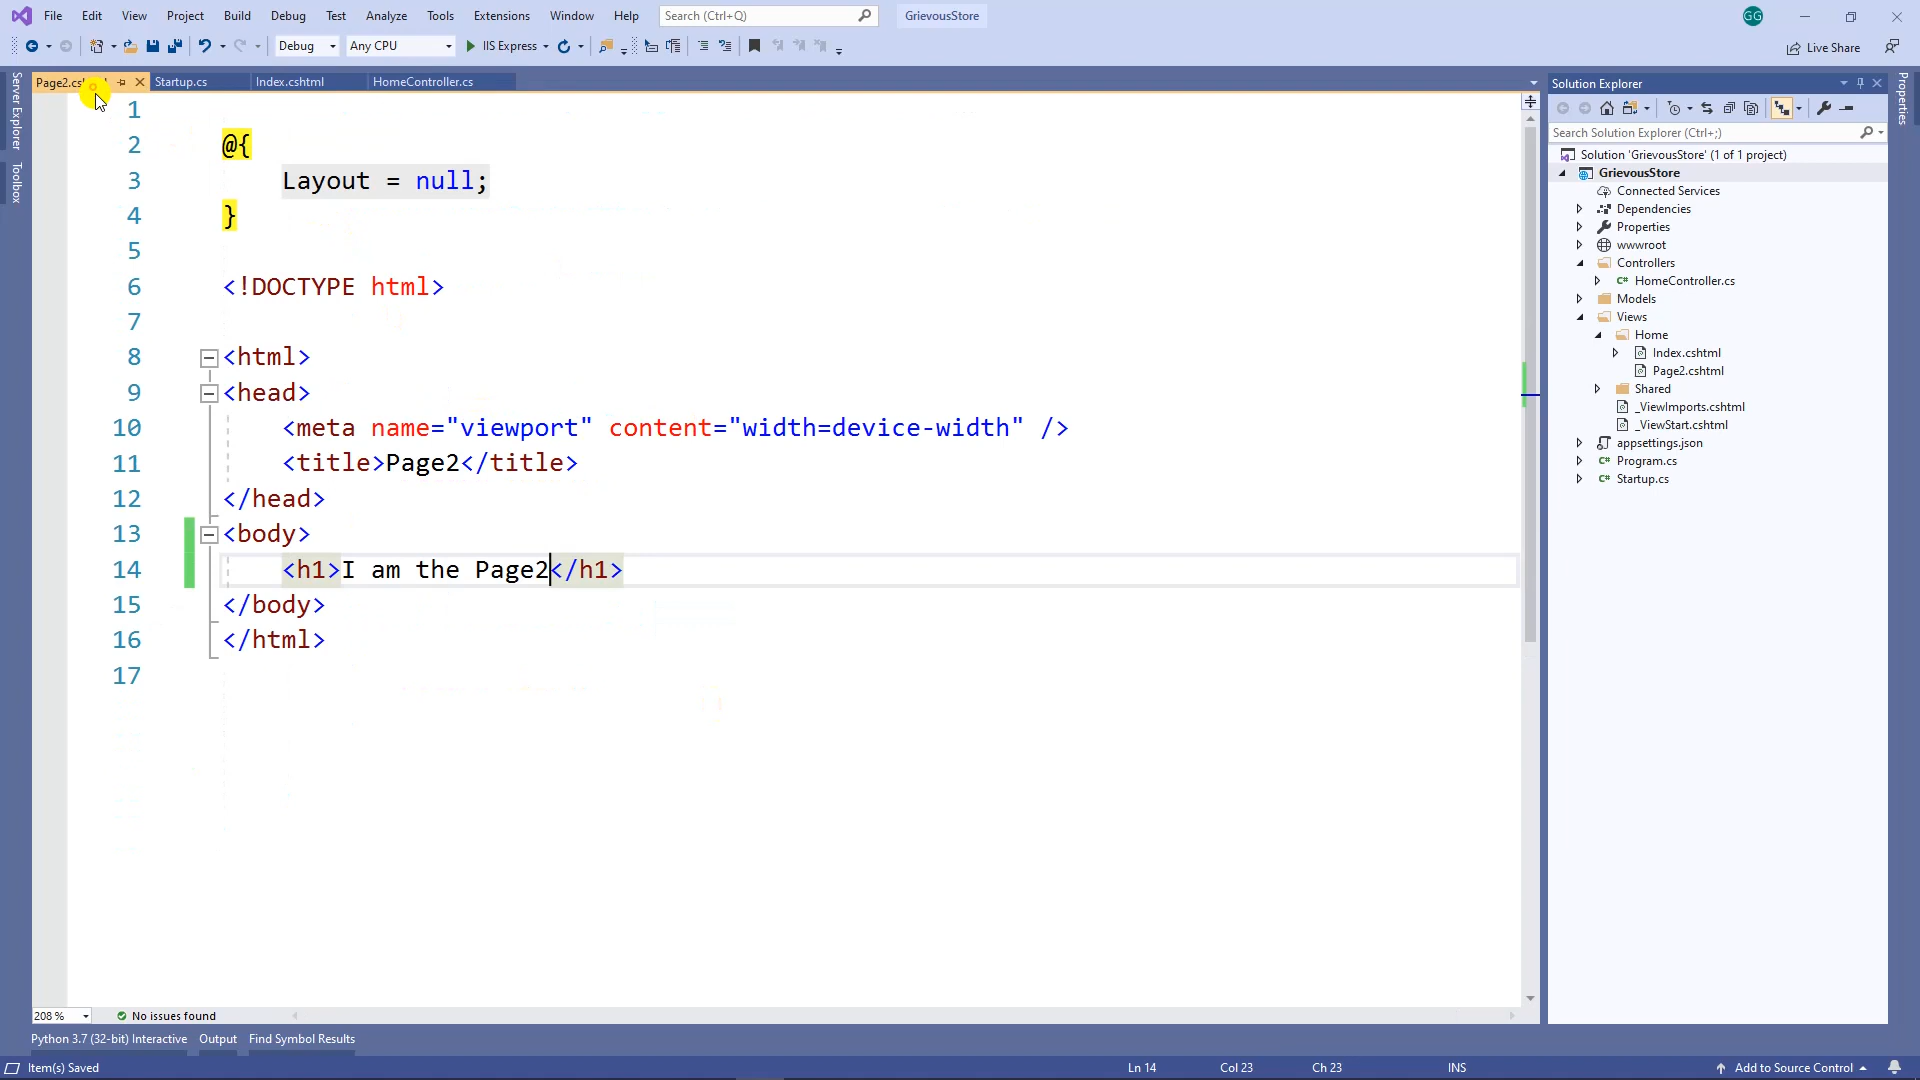 File Edit View Project Build Debug Test Analyze Tools Extensions Window Help Search (Ctrl+Q) GrievousStore GG
Debug Any CPU IIS Express Live Share
Page2.cs Startup.cs Index.cshtml HomeController.cs
Server Explorer
Toolbox
1
2 @{
3 Layout = null;
4 }
5
6 <!DOCTYPE html>
7
8 <html>
9 <head>
10 <meta name="viewport" content="width=device-width" />
11 <title>Page2</title>
12 </head>
13 <body>
14 <h1>I am the Page2</h1>
15 </body>
16 </html>
17
208 % No issues found
Solution Explorer
Search Solution Explorer (Ctrl+;)
Solution 'GrievousStore' (1 of 1 project)
GrievousStore
Connected Services
Dependencies
Properties
wwwroot
Controllers
C# HomeController.cs
Models
Views
Home
Index.cshtml
Page2.cshtml
Shared
_ViewImports.cshtml
_ViewStart.cshtml
appsettings.json
C# Program.cs
C# Startup.cs
Properties
Python 3.7 (32-bit) Interactive Output Find Symbol Results
Item(s) Saved Ln 14 Col 23 Ch 23 INS Add to Source Control